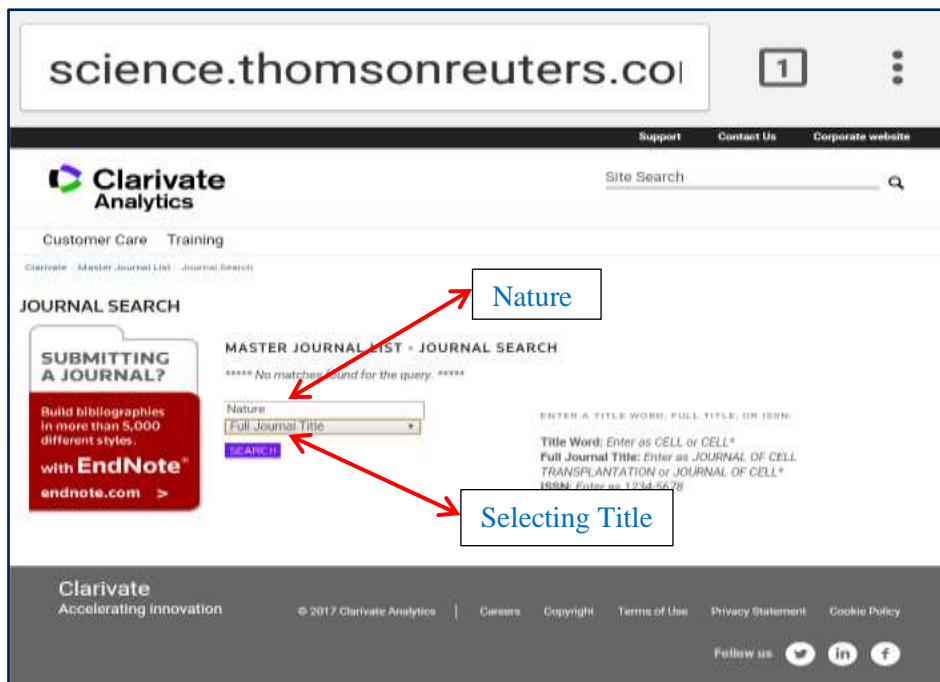 science.thomsonreuters.co
1
Support Contact Us Corporate website
Clarivate
Analytics
Site Search
Customer Care Training
Clarivate Master Journal List Journal Search
Nature
JOURNAL SEARCH
SUBMITTING
A JOURNAL?
Build bibliographies
in more than 5,000
different styles.
with EndNote®
endnote.com >
MASTER JOURNAL LIST - JOURNAL SEARCH
***** No matches found for the query. *****
Nature
Full Journal Title
SEARCH
ENTER A TITLE WORD, FULL TITLE, OR ISSN.
Title Word: Enter as CELL or CELL*
Full Journal Title: Enter as JOURNAL OF CELL
TRANSPLANTATION or JOURNAL OF CELL*
ISSN: Enter as 1234-5678
Selecting Title
Clarivate
Accelerating innovation
© 2017 Clarivate Analytics | Careers Copyright Terms of Use Privacy Statement Cookie Policy
Follow us